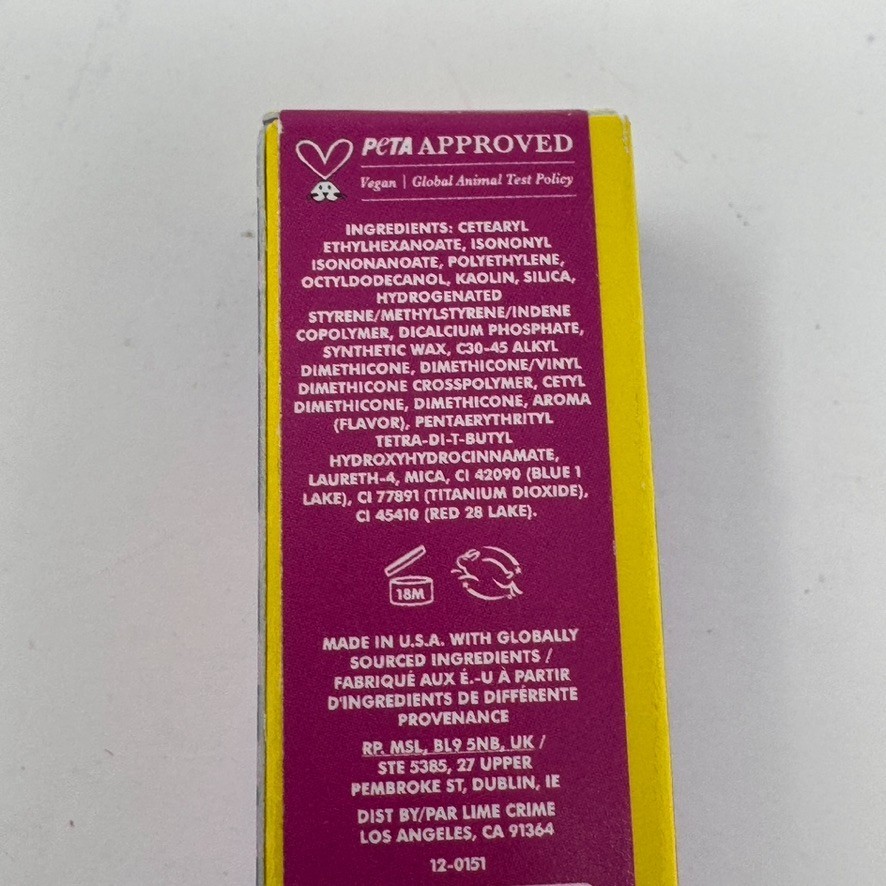 PETA APPROVED
Vegan | Global Animal Test Policy
INGREDIENTS: CETEARYL
ETHYLHEXANOATE, ISONONYL
ISONONANOATE, POLYETHYLENE,
OCTYLDODECANOL, KAOLIN, SILICA,
HYDROGENATED
STYRENE/METHYLSTYRENE/INDENE
COPOLYMER, DICALCIUM PHOSPHATE,
SYNTHETIC WAX, C30-45 ALKYL
DIMETHICONE, DIMETHICONE/VINYL
DIMETHICONE CROSSPOLYMER, CETYL
DIMETHICONE, DIMETHICONE, AROMA
(FLAVOR), PENTAERYTHRITYL
TETRA-DI-T-BUTYL
HYDROXYHYDROCINNAMATE,
LAURETH-4, MICA, CI 42090 (BLUE 1
LAKE), CI 77891 (TITANIUM DIOXIDE),
CI 45410 (RED 28 LAKE).
18M
MADE IN U.S.A. WITH GLOBALLY
SOURCED INGREDIENTS /
FABRIQUÉ AUX É.-U À PARTIR
D'INGREDIENTS DE DIFFÉRENTE
PROVENANCE
RP. MSL, BL9 5NB, UK /
STE 5385, 27 UPPER
PEMBROKE ST, DUBLIN, IE
DIST BY/PAR LIME CRIME
LOS ANGELES, CA 91364
12-0151